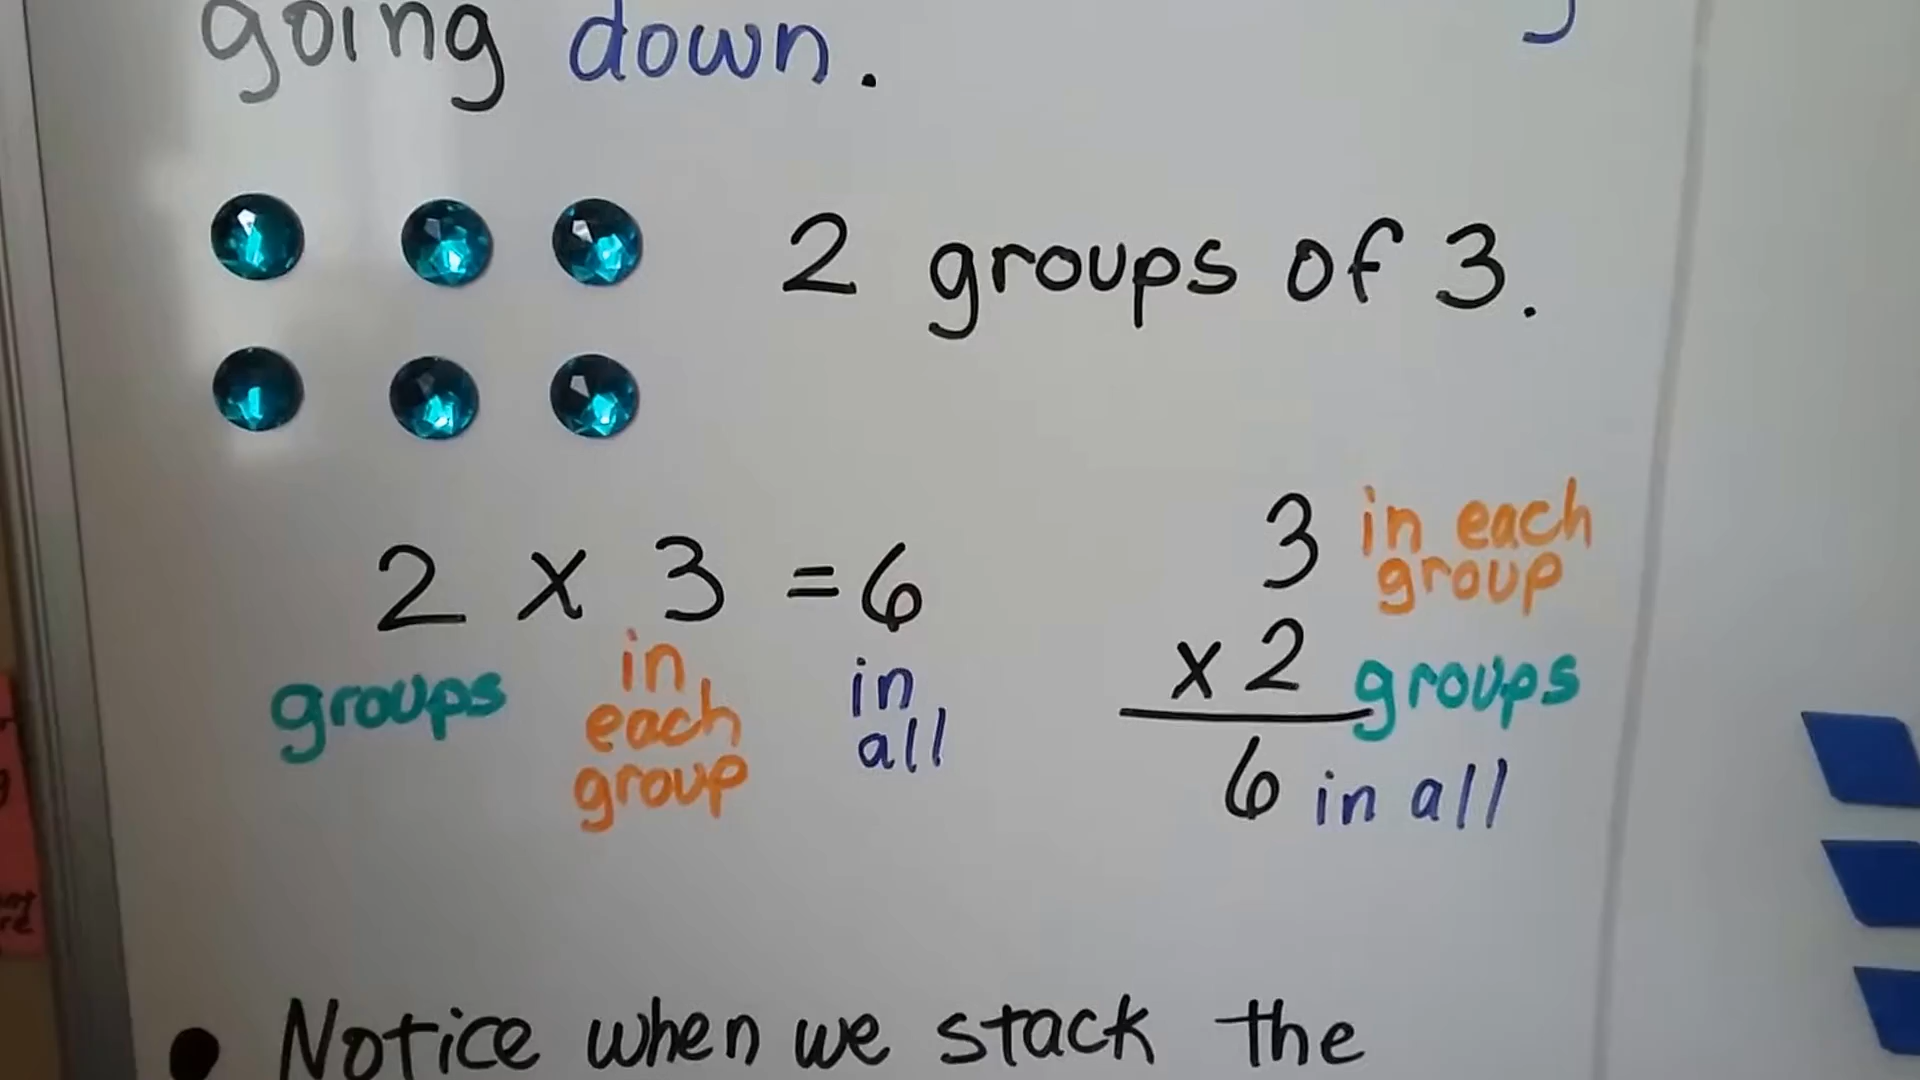 going down.
2 groups of 3.
2 x 3 = 6
groups
in
each
group
in
all
3 in each
group
x 2 groups
6 in all
• Notice when we stack the